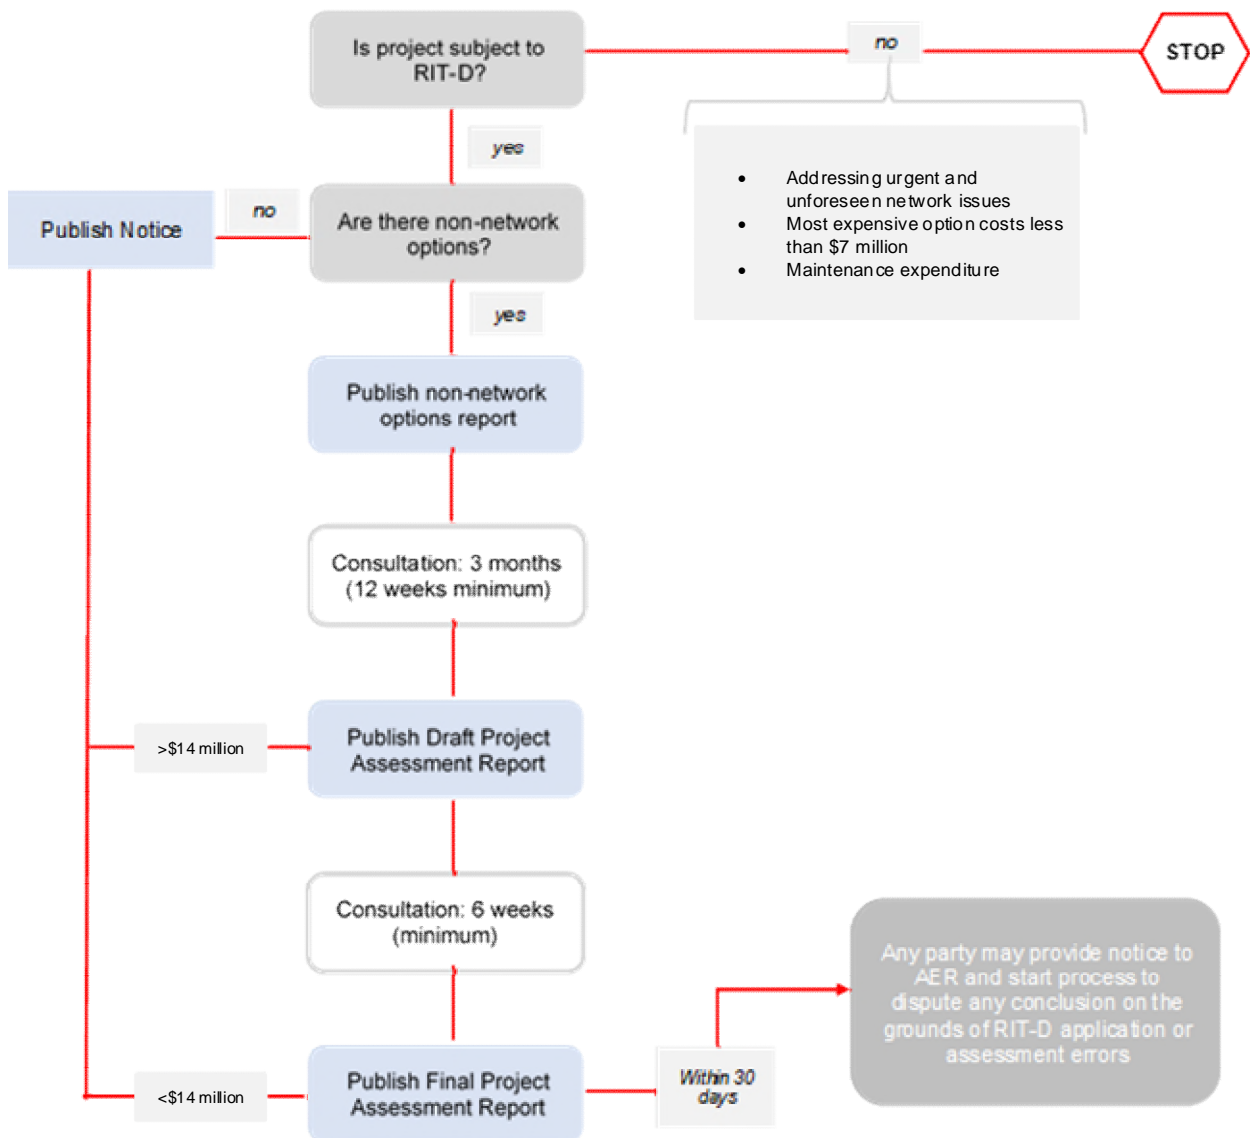 Is project subject to
RIT-D?
no
STOP
yes
• Addressing urgent and
unforeseen network issues
• Most expensive option costs less
than $7 million
• Maintenance expenditure
Publish Notice
no
Are there non-network
options?
yes
Publish non-network
options report
Consultation: 3 months
(12 weeks minimum)
>$14 million
Publish Draft Project
Assessment Report
Consultation: 6 weeks
(minimum)
Any party may provide notice to
AER and start process to
dispute any conclusion on the
grounds of RIT-D application or
assessment errors
<$14 million
Publish Final Project
Assessment Report
Within 30
days